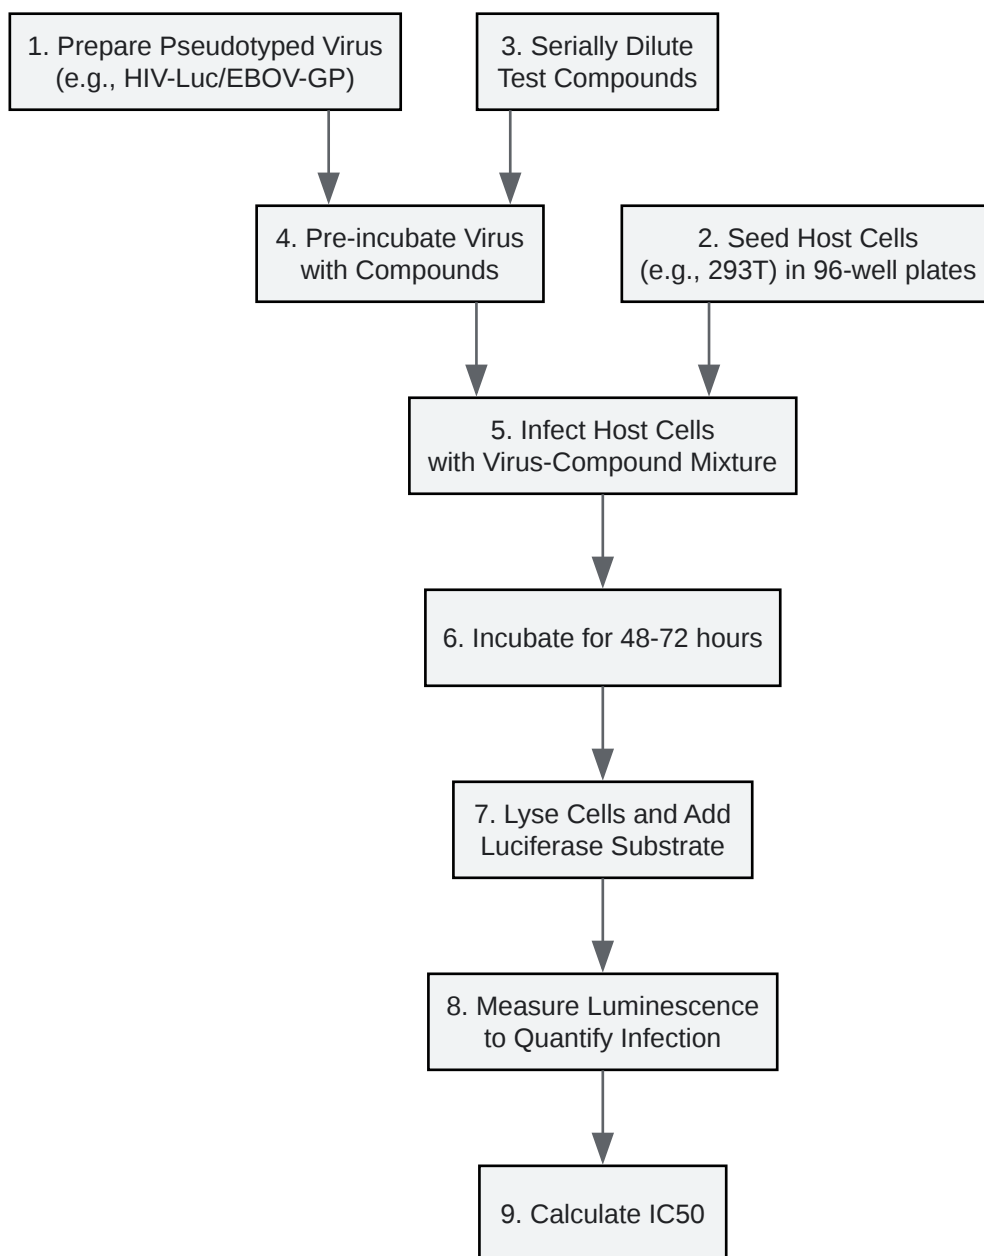 1. Prepare Pseudotyped Virus
(e.g., HIV-Luc/EBOV-GP)
3. Serially Dilute
Test Compounds
4. Pre-incubate Virus
with Compounds
2. Seed Host Cells
(e.g., 293T) in 96-well plates
5. Infect Host Cells
with Virus-Compound Mixture
6. Incubate for 48-72 hours
7. Lyse Cells and Add
Luciferase Substrate
8. Measure Luminescence
to Quantify Infection
9. Calculate IC50